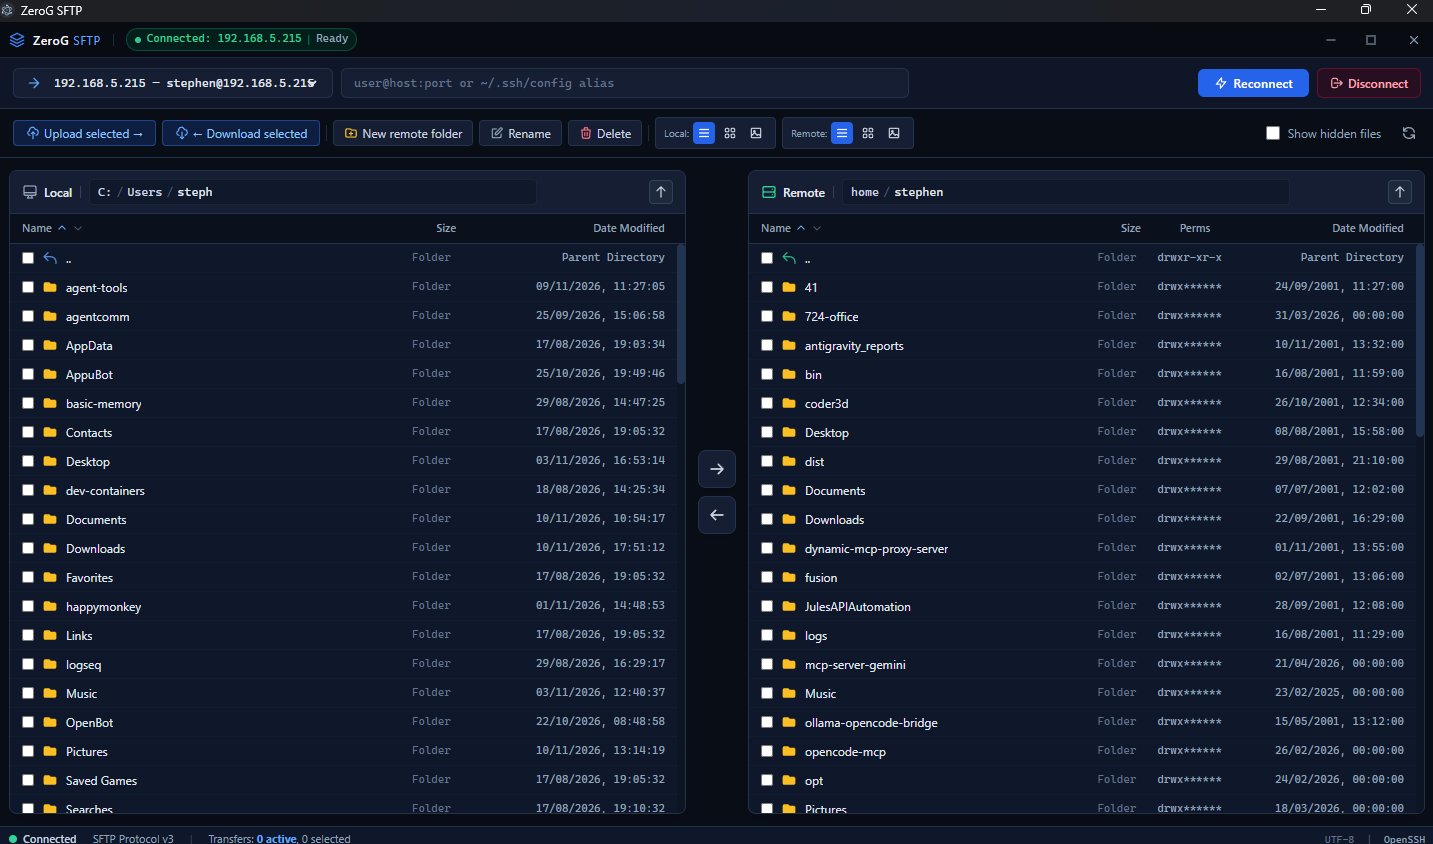 ZeroG SFTP
ZeroG SFTP Connected: 192.168.5.215 | Ready
192.168.5.215 — stephen@192.168.5.215 user@host:port or ~/.ssh/config alias Reconnect Disconnect
Upload selected → ← Download selected New remote folder Rename Delete Local: Remote: Show hidden files
Local C: / Users / steph
Name Size Date Modified
.. Folder Parent Directory
agent-tools Folder 09/11/2026, 11:27:05
agentcomm Folder 25/09/2026, 15:06:58
AppData Folder 17/08/2026, 19:03:34
AppuBot Folder 25/10/2026, 19:49:46
basic-memory Folder 29/08/2026, 14:47:25
Contacts Folder 17/08/2026, 19:05:32
Desktop Folder 03/11/2026, 16:53:14
dev-containers Folder 18/08/2026, 14:25:34
Documents Folder 10/11/2026, 10:54:17
Downloads Folder 10/11/2026, 17:51:12
Favorites Folder 17/08/2026, 19:05:32
happymonkey Folder 01/11/2026, 14:48:53
Links Folder 17/08/2026, 19:05:32
logseq Folder 29/08/2026, 16:29:17
Music Folder 03/11/2026, 12:40:37
OpenBot Folder 22/10/2026, 08:48:58
Pictures Folder 10/11/2026, 13:14:19
Saved Games Folder 17/08/2026, 19:05:32
Searches Folder 17/08/2026, 19:10:32
Remote home / stephen
Name Size Perms Date Modified
.. Folder drwxr-xr-x Parent Directory
41 Folder drwx****** 24/09/2001, 11:27:00
724-office Folder drwx****** 31/03/2026, 00:00:00
antigravity_reports Folder drwx****** 10/11/2001, 13:32:00
bin Folder drwx****** 16/08/2001, 11:59:00
coder3d Folder drwx****** 26/10/2001, 12:34:00
Desktop Folder drwx****** 08/08/2001, 15:58:00
dist Folder drwx****** 29/08/2001, 21:10:00
Documents Folder drwx****** 07/07/2001, 12:02:00
Downloads Folder drwx****** 22/09/2001, 16:29:00
dynamic-mcp-proxy-server Folder drwx****** 01/11/2001, 13:55:00
fusion Folder drwx****** 02/07/2001, 13:06:00
JulesAPIAutomation Folder drwx****** 28/09/2001, 12:08:00
logs Folder drwx****** 16/08/2001, 11:29:00
mcp-server-gemini Folder drwx****** 21/04/2026, 00:00:00
Music Folder drwx****** 23/02/2025, 00:00:00
ollama-opencode-bridge Folder drwx****** 15/05/2001, 13:12:00
opencode-mcp Folder drwx****** 26/02/2026, 00:00:00
opt Folder drwx****** 24/02/2026, 00:00:00
Pictures Folder drwx****** 18/03/2026, 00:00:00
Connected SFTP Protocol v3 | Transfers: 0 active, 0 selected UTF-8 | OpenSSH